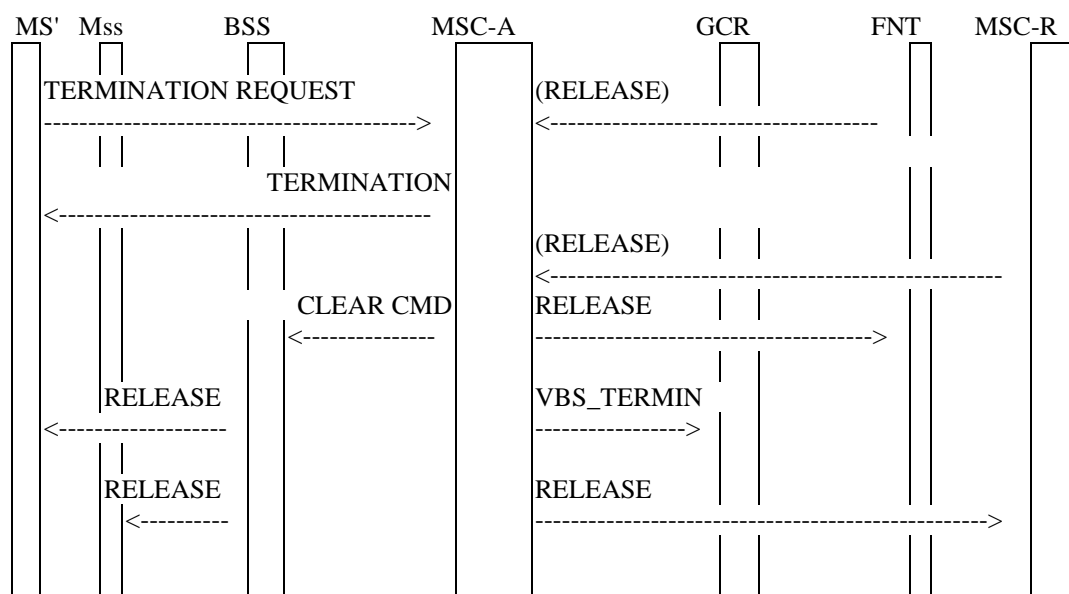 MS' Mss BSS MSC-A GCR FNT MSC-R
TERMINATION REQUEST (RELEASE)
TERMINATION
(RELEASE)
CLEAR CMD RELEASE
RELEASE VBS_TERMIN
RELEASE RELEASE